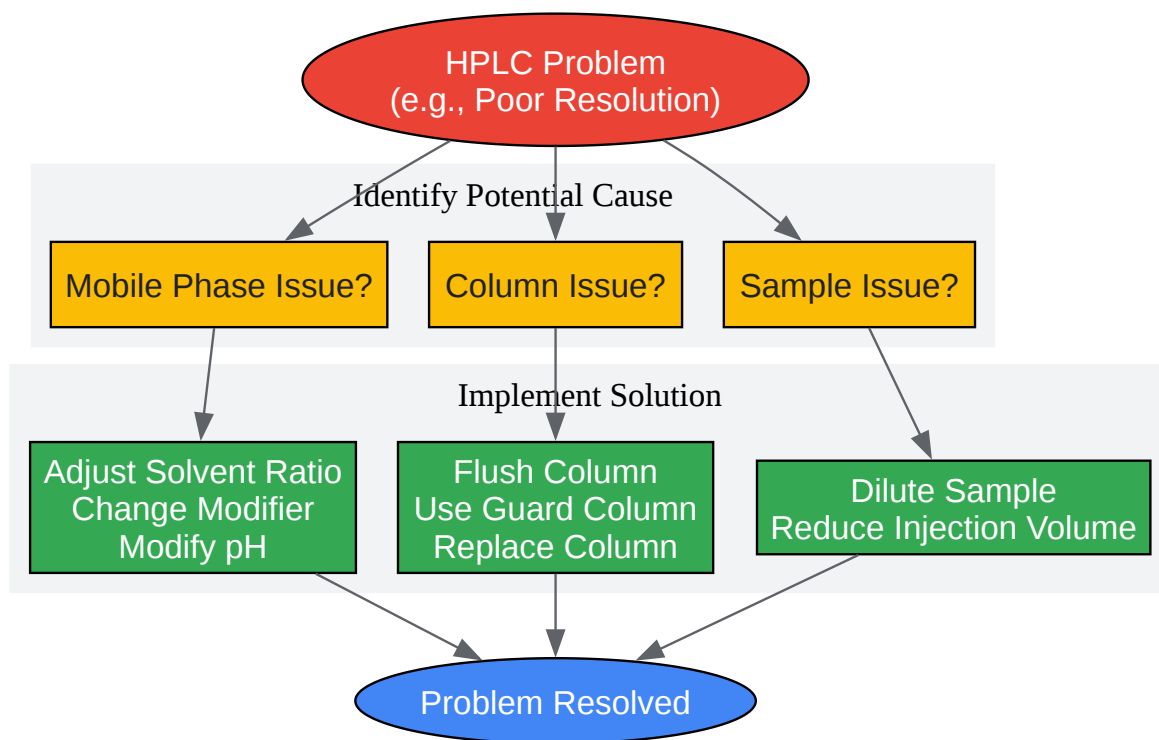 HPLC Problem
(e.g., Poor Resolution)
Identify Potential Cause
Mobile Phase Issue?
Column Issue?
Sample Issue?
Implement Solution
Adjust Solvent Ratio
Change Modifier
Modify pH
Flush Column
Use Guard Column
Replace Column
Dilute Sample
Reduce Injection Volume
Problem Resolved